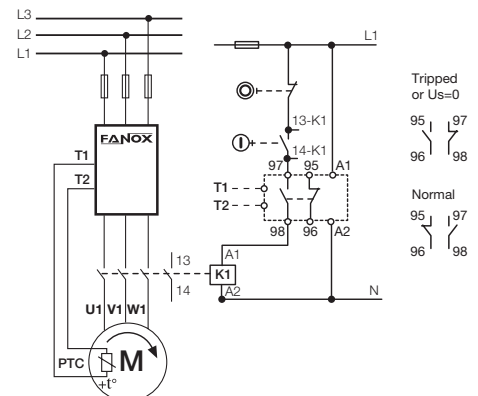 L3
L2
L1
FANOX
T1
T2
13
14
U1 V1 W1
PTC
M
+t°
L1
13-K1
14-K1
97 95 A1
T1
T2
98 96 A2
A1
K1
A2
N
Tripped
or Us=0
95 97
96 98
Normal
95 97
96 98